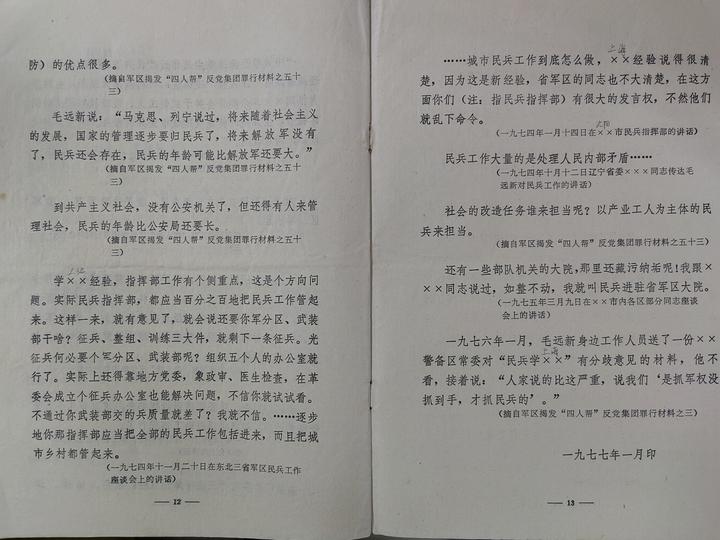 防）的优点很多。
（摘自军区揭发“四人帮”反党集团罪行材料之五十
三）
毛远新说：“马克思、列宁说过，将来随着社会主义
的发展，国家的管理逐步要归民兵了，将来解放军没有
了，民兵还会存在，民兵的年龄可能比解放军还要大。”
（摘自军区揭发“四人帮”反党集团罪行材料之五十
三）
到共产主义社会，没有公安机关了，但还得有人来管
理社会，民兵的年龄比公安局还要长。
（摘自军区揭发“四人帮”反党集团罪行材料之五十
三）
学××经验，指挥部工作有个侧重点，这是个方向问
题。实际民兵指挥部，都应当百分之百地把民兵工作管起
来。这样一来，就有意见了，就会说还要你军分区、武装
部干啥？征兵、整组、训练三大件，就剩下一条征兵。光
征兵何必要个军分区、武装部呢？组织五个人的办公室就
行了。实际上还得靠地方党委，象政审、医生检查，在革
委会成立个征兵办公室也能解决问题，不信你就试试看。
不通过你武装部交的兵质量就差了？我就不信。……逐步
地你那指挥部应当把全部的民兵工作包括进来，而且把城
市乡村都管起来。
（一九七四年十一月二十日在东北三省军区民兵工作
座谈会上的讲话）
— 12 —
上海
……城市民兵工作到底怎么做，××经验说得很清
楚，因为这是新经验，省军区的同志也不大清楚，在这方
面你们（注：指民兵指挥部）有很大的发言权，不然他们
就乱下命令。
（一九七四年一月十四日在××市民兵指挥部的讲话）
民兵工作大量的是处理人民内部矛盾……
（一九七四年十月十二日辽宁省委×××同志传达毛
远新对民兵工作的讲话）
社会的改造任务谁来担当呢？以产业工人为主体的民
兵来担当。
（摘自军区揭发“四人帮”反党集团罪行材料之五十三）
还有一些部队机关的大院，那里还藏污纳垢呢！我跟×
××同志说过，如整不动，我就叫民兵进驻省军区大院。
（一九七五年三月九日在××市内各区部分同志座谈
会上的讲话）
一九七六年一月，毛远新身边工作人员送了一份××
上海
警备区常委对“民兵学××”有分歧意见的材料，他不
看，接着说：“人家说的比这严重，说我们‘是抓军权没
抓到手，才抓民兵的’。”
（摘自军区揭发“四人帮”反党集团罪行材料之三）
一九七七年一月印
— 13 —